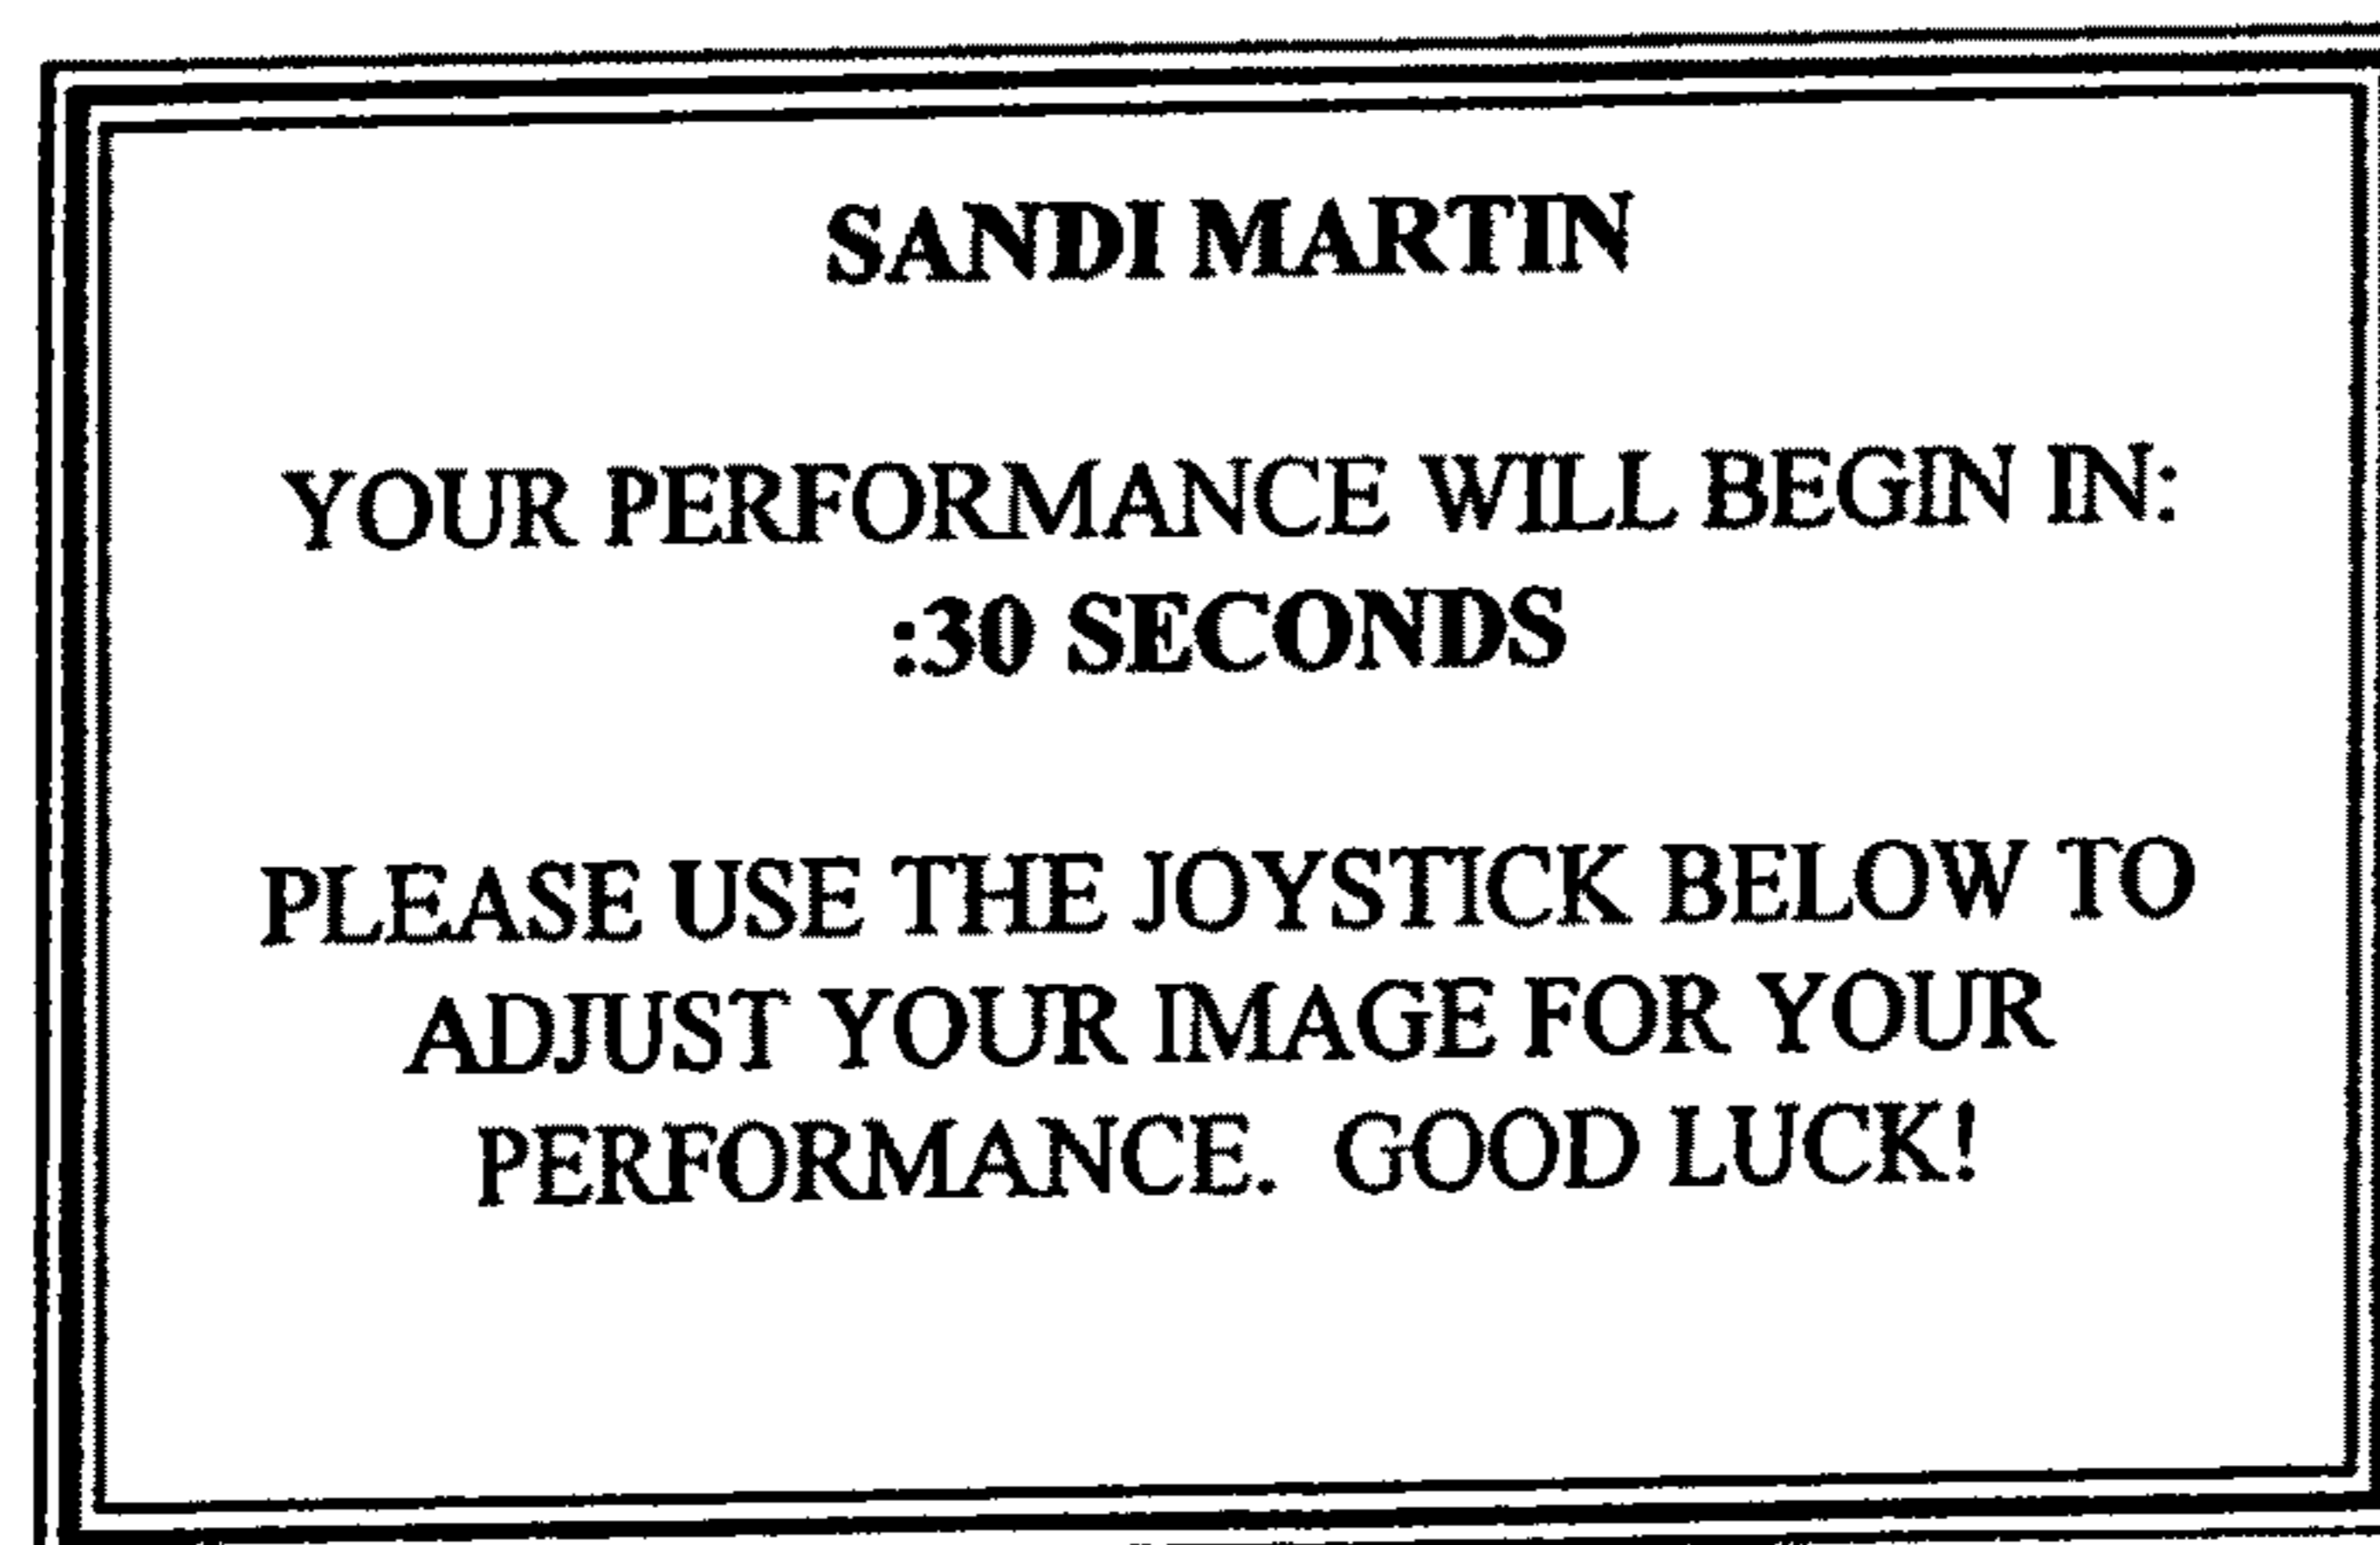 SANDI MARTIN
YOUR PERFORMANCE WILL BEGIN IN:
:30 SECONDS
PLEASE USE THE JOYSTICK BELOW TO
ADJUST YOUR IMAGE FOR YOUR
PERFORMANCE. GOOD LUCK!